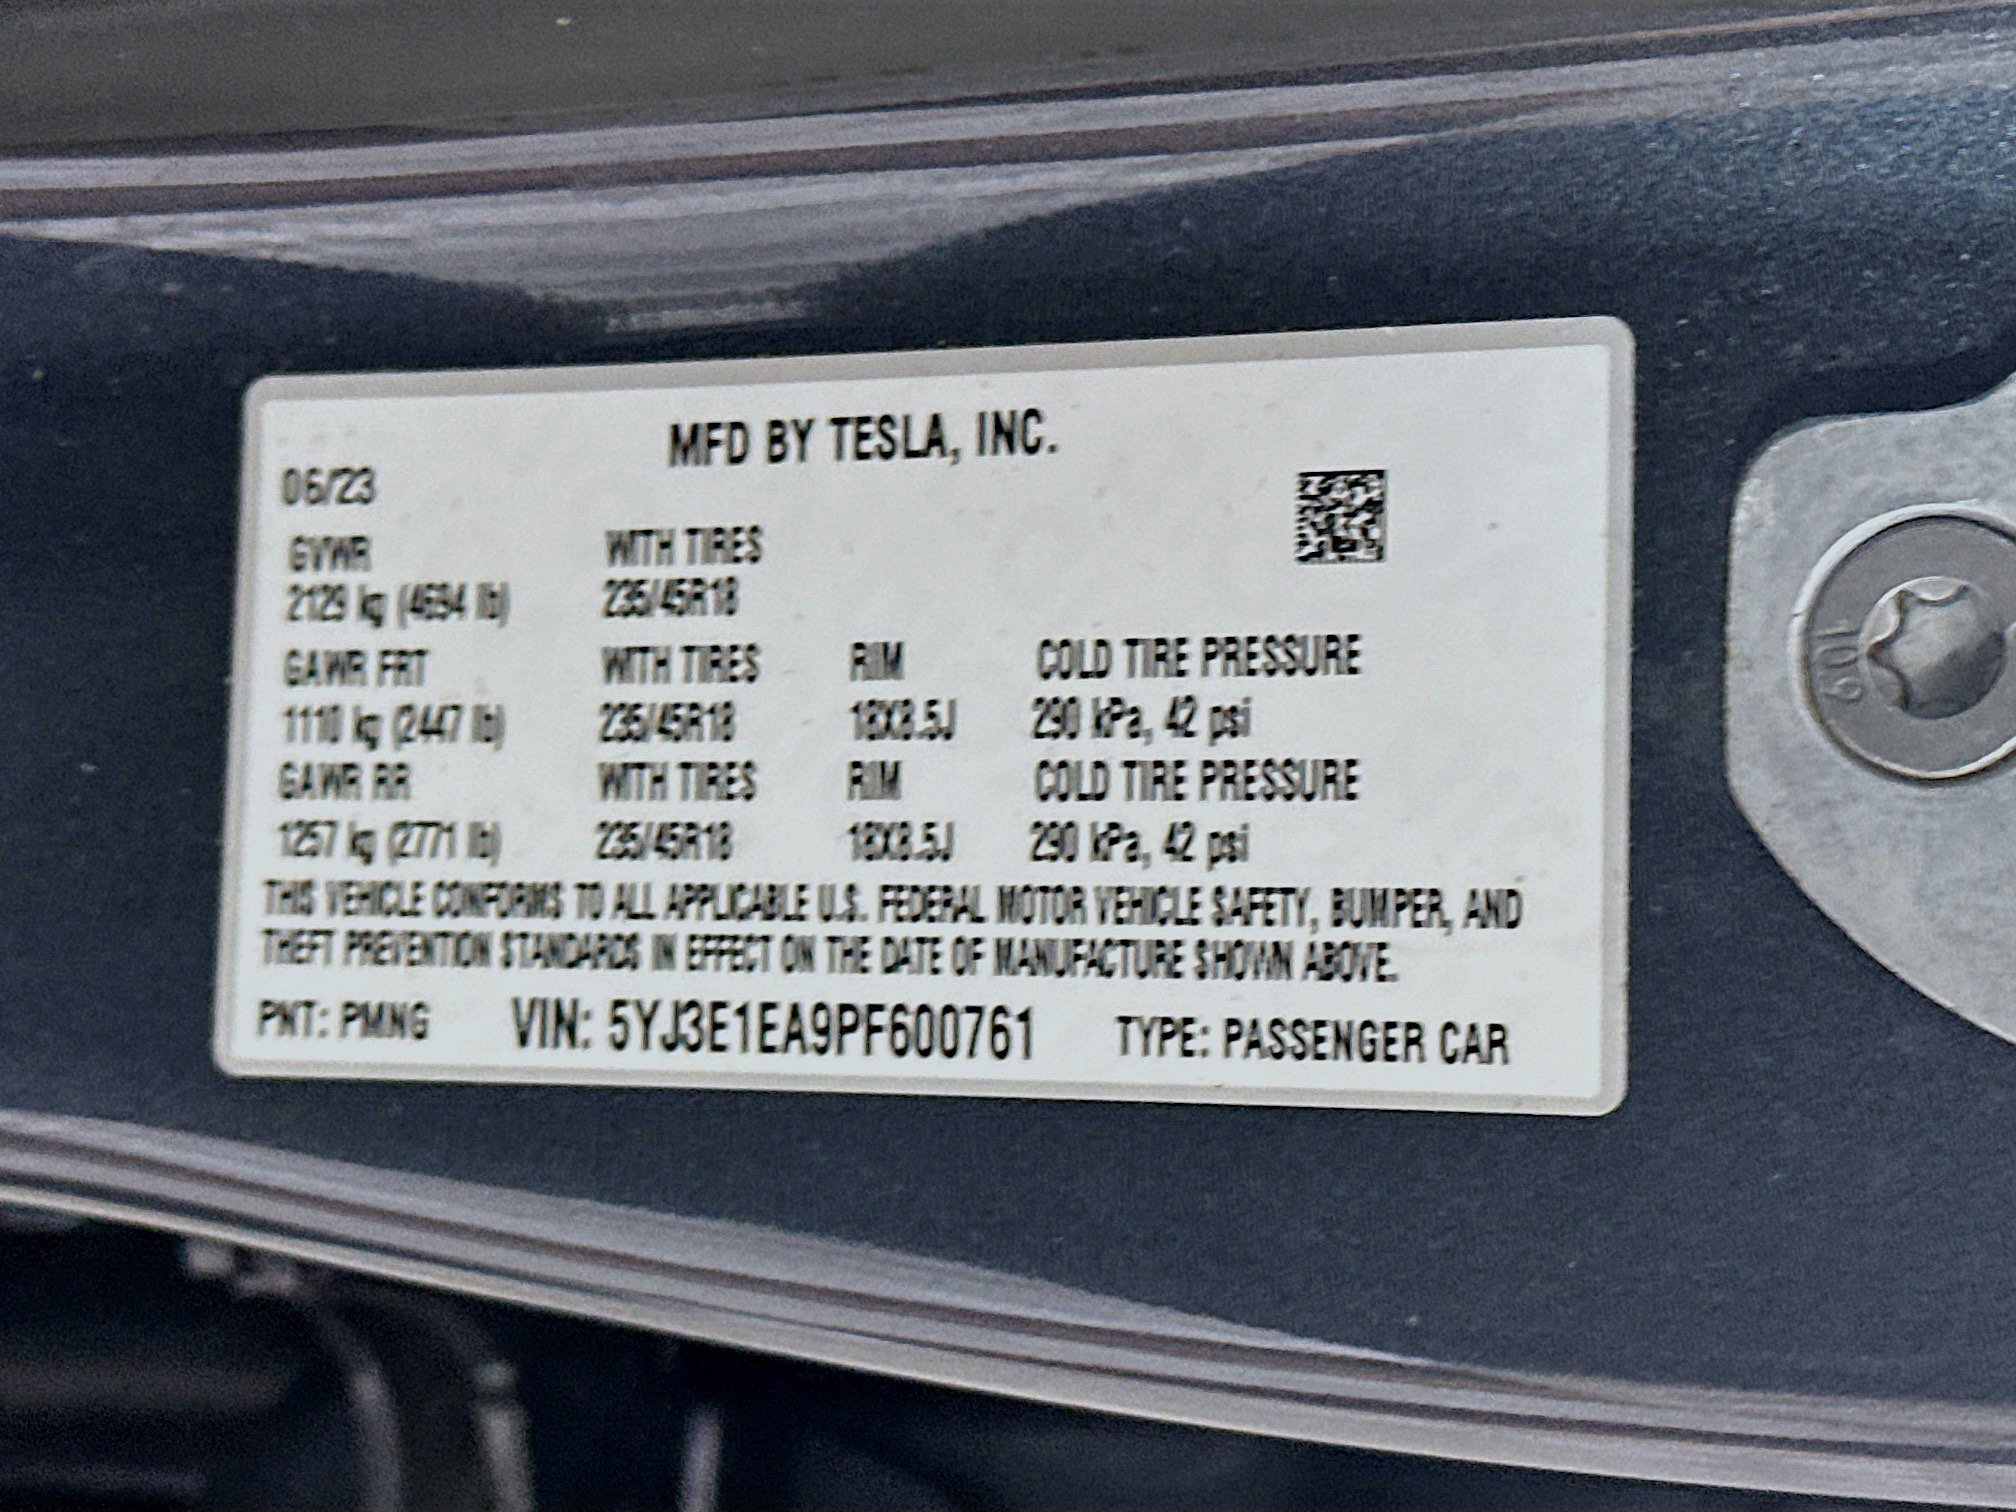 MFD BY TESLA, INC.
06/23
GVWR WITH TIRES
2129 kg (4694 lb) 235/45R18
GAWR FRT WITH TIRES RIM COLD TIRE PRESSURE
1110 kg (2447 lb) 235/45R18 18X8.5J 290 kPa, 42 psi
GAWR RR WITH TIRES RIM COLD TIRE PRESSURE
1257 kg (2771 lb) 235/45R18 18X8.5J 290 kPa, 42 psi
THIS VEHICLE CONFORMS TO ALL APPLICABLE U.S. FEDERAL MOTOR VEHICLE SAFETY, BUMPER, AND
THEFT PREVENTION STANDARDS IN EFFECT ON THE DATE OF MANUFACTURE SHOWN ABOVE.
PNT: PMNG VIN: 5YJ3E1EA9PF600761 TYPE: PASSENGER CAR